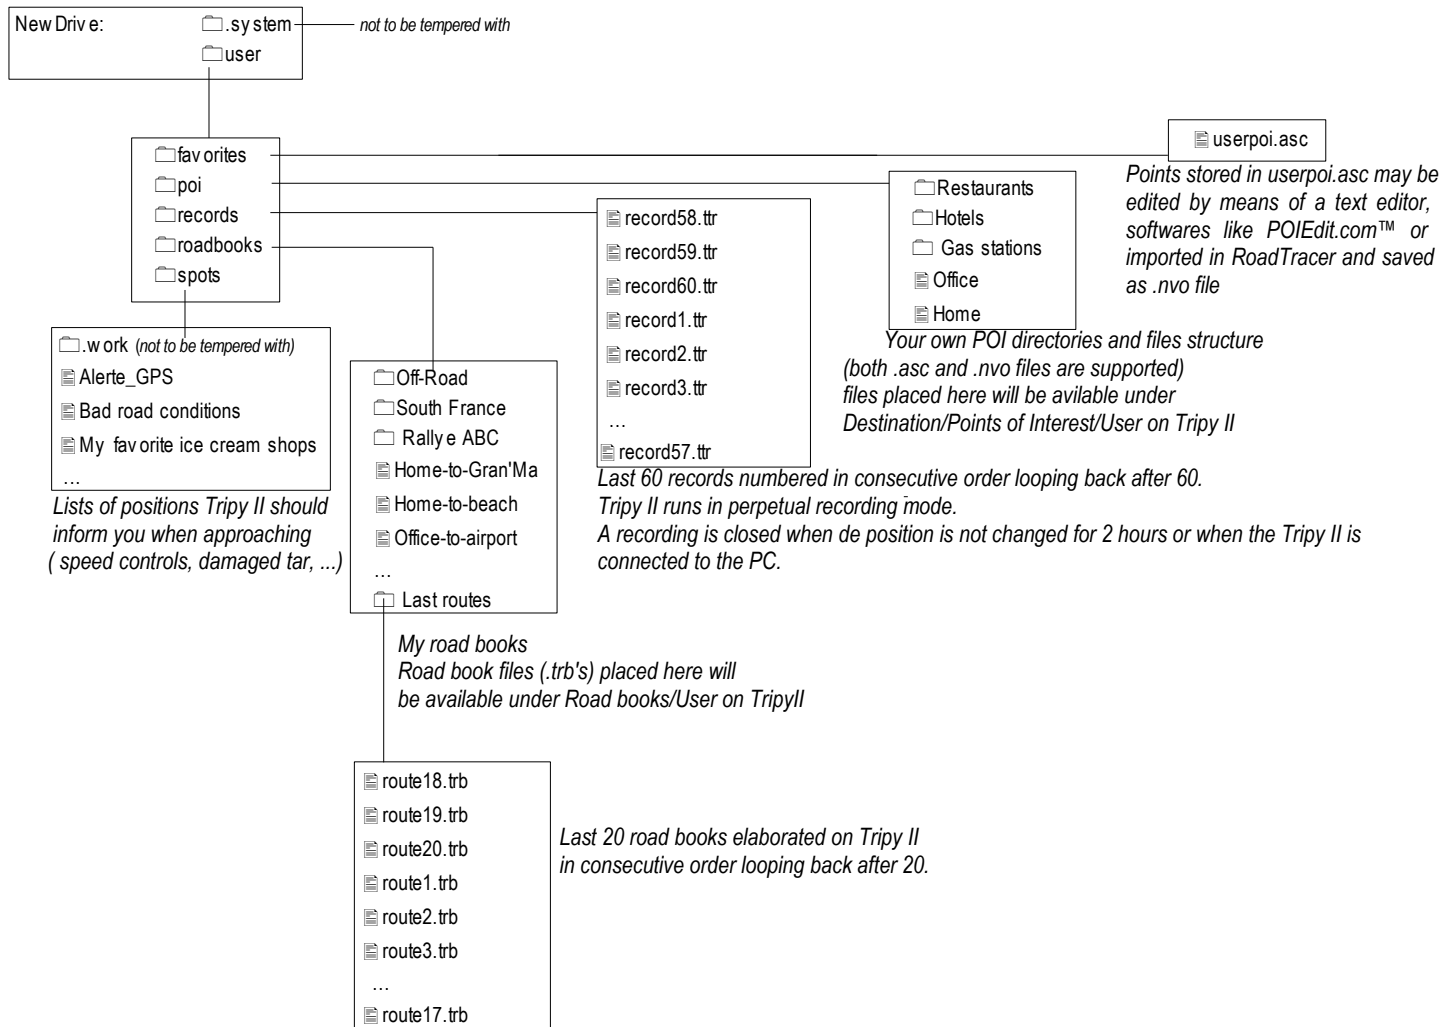 New Drive: .system not to be tempered with
user
favorites
poi
records
roadbooks
spots
userpoi.asc
Points stored in userpoi.asc may be
edited by means of a text editor,
softwares like POIEdit.com™ or
imported in RoadTracer and saved
as .nvo file
Restaurants
Hotels
Gas stations
Office
Home
Your own POI directories and files structure
(both .asc and .nvo files are supported)
files placed here will be avilable under
Destination/Points of Interest/User on Tripy II
record58.ttr
record59.ttr
record60.ttr
record1.ttr
record2.ttr
record3.ttr
...
record57.ttr
Last 60 records numbered in consecutive order looping back after 60.
Tripy II runs in perpetual recording mode.
A recording is closed when de position is not changed for 2 hours or when the Tripy II is
connected to the PC.
.work (not to be tempered with)
Alerte_GPS
Bad road conditions
My favorite ice cream shops
...
Lists of positions Tripy II should
inform you when approaching
( speed controls, damaged tar, ...)
Off-Road
South France
Rallye ABC
Home-to-Gran'Ma
Home-to-beach
Office-to-airport
...
Last routes
My road books
Road book files (.trb's) placed here will
be available under Road books/User on TripyII
route18.trb
route19.trb
route20.trb
route1.trb
route2.trb
route3.trb
...
route17.trb
Last 20 road books elaborated on Tripy II
in consecutive order looping back after 20.